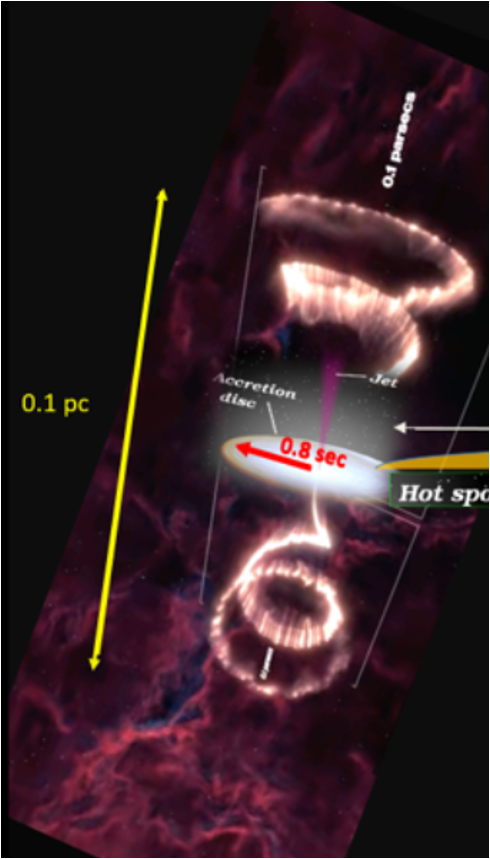 0.1 parsecs
Jet
Accretion
disc
0.1 pc
0.8 sec
Hot spo